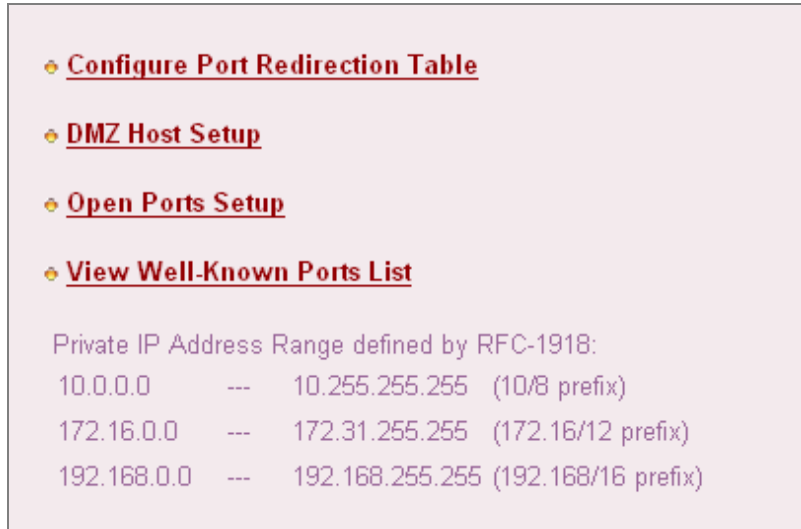 Configure Port Redirection Table
DMZ Host Setup
Open Ports Setup
View Well-Known Ports List
Private IP Address Range defined by RFC-1918:
10.0.0.0 --- 10.255.255.255 (10/8 prefix)
172.16.0.0 --- 172.31.255.255 (172.16/12 prefix)
192.168.0.0 --- 192.168.255.255 (192.168/16 prefix)